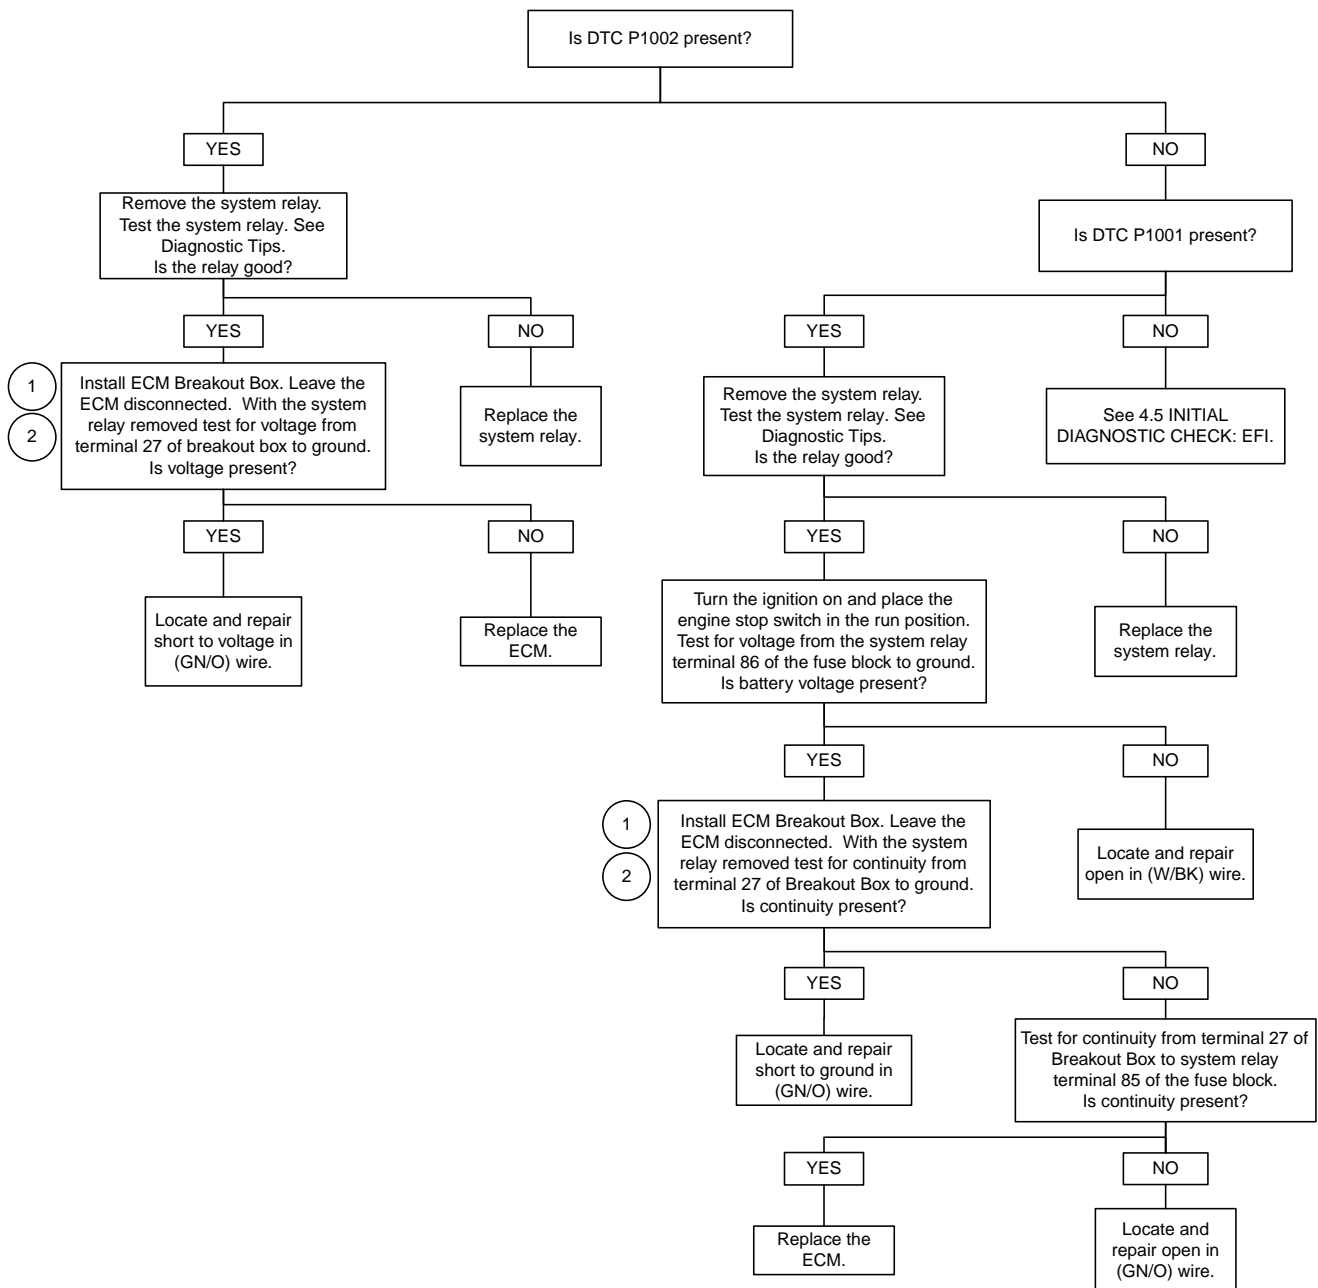 Is DTC P1002 present?
YES
NO
Remove the system relay.
Test the system relay. See
Diagnostic Tips.
Is the relay good?
Is DTC P1001 present?
YES
NO
YES
NO
1
2
Install ECM Breakout Box. Leave the
ECM disconnected. With the system
relay removed test for voltage from
terminal 27 of breakout box to ground.
Is voltage present?
Replace the
system relay.
Remove the system relay.
Test the system relay. See
Diagnostic Tips.
Is the relay good?
See 4.5 INITIAL
DIAGNOSTIC CHECK: EFI.
YES
NO
YES
NO
Locate and repair
short to voltage in
(GN/O) wire.
Replace the
ECM.
Turn the ignition on and place the
engine stop switch in the run position.
Test for voltage from the system relay
terminal 86 of the fuse block to ground.
Is battery voltage present?
Replace the
system relay.
YES
NO
1
2
Install ECM Breakout Box. Leave the
ECM disconnected. With the system
relay removed test for continuity from
terminal 27 of Breakout Box to ground.
Is continuity present?
Locate and repair
open in (W/BK) wire.
YES
NO
Locate and repair
short to ground in
(GN/O) wire.
Test for continuity from terminal 27 of
Breakout Box to system relay
terminal 85 of the fuse block.
Is continuity present?
YES
NO
Replace the
ECM.
Locate and
repair open in
(GN/O) wire.